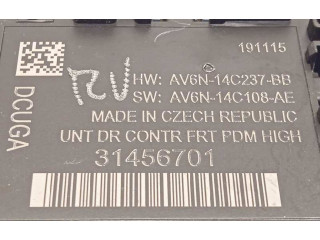 191115
DCUGA
RV
HW: AV6N-14C237-BB
SW: AV6N-14C108-AE
MADE IN CZECH REPUBLIC
UNT DR CONTR FRT PDM HIGH
31456701